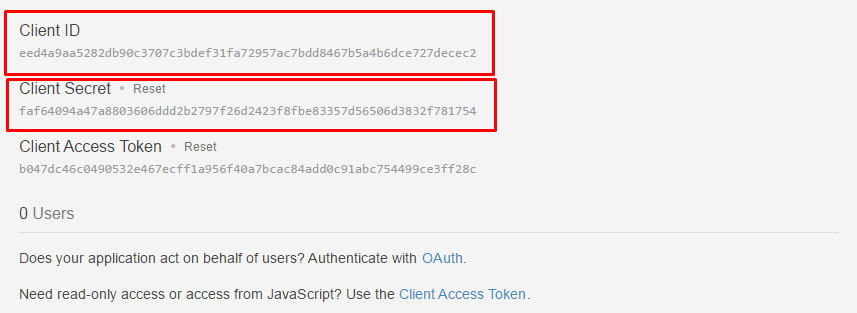 Client ID
eed4a9aa5282db90c3707c3bdef31fa72957ac7bdd8467b5a4b6dce727decec2
Client Secret • Reset
faf64094a47a8803606ddd2b2797f26d2423f8fbe83357d56506d3832f781754
Client Access Token • Reset
b047dc46c0490532e467ecff1a956f40a7bcac84add0c91abc754499ce3ff28c
0 Users
Does your application act on behalf of users? Authenticate with OAuth.
Need read-only access or access from JavaScript? Use the Client Access Token.